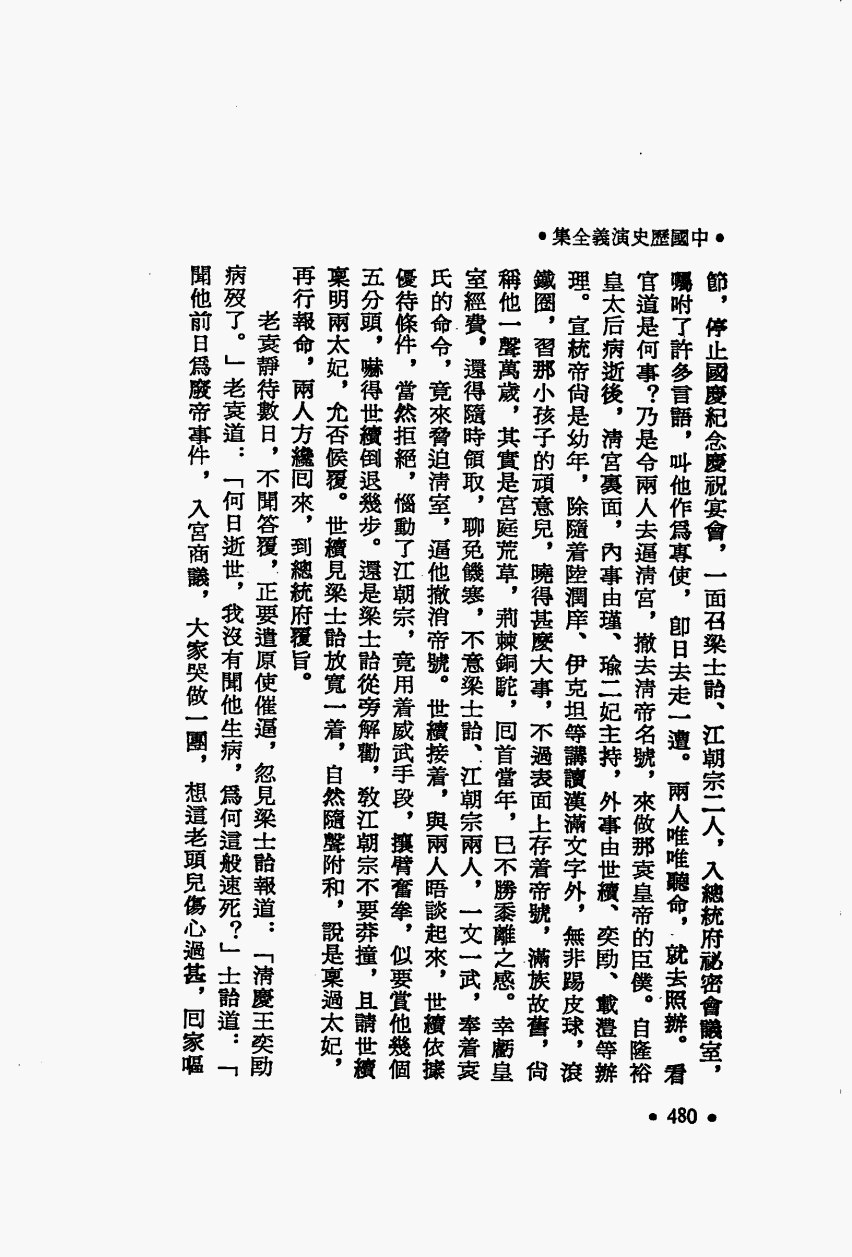 •中國歷史演義全集•
節，停止國慶紀念慶祝宴會，一面召梁士詒、江朝宗二人，入總統府祕密會議室，
囑咐了許多言語，叫他作爲專使，卽日去走一遭。兩人唯唯聽命，就去照辦。看
官道是何事？乃是令兩人去逼淸宮，撤去淸帝名號，來做那袁皇帝的臣僕。自隆裕
皇太后病逝後，淸宮裏面，內事由瑾、瑜二妃主持，外事由世續、奕劻、載灃等辦
理。宣統帝尙是幼年，除隨着陸潤庠、伊克坦等講讀漢滿文字外，無非踢皮球，滾
鐵圈，習那小孩子的頑意兒，曉得甚麽大事，不過表面上存着帝號，滿族故舊，尙
稱他一聲萬歲，其實是宮庭荒草，荊棘銅駝，囘首當年，已不勝黍離之感。幸虧皇
室經費，還得隨時領取，聊免饑寒，不意梁士詒、江朝宗兩人，一文一武，奉着袁
氏的命令，竟來脅迫淸室，逼他撤消帝號。世續接着，與兩人晤談起來，世續依據
優待條件，當然拒絕，惱動了江朝宗，竟用着威武手段，攘臂奮拳，似要賞他幾個
五分頭，嚇得世續倒退幾步。還是梁士詒從旁解勸，敎江朝宗不要莽撞，且請世續
稟明兩太妃，允否候覆。世續見梁士詒放寬一着，自然隨聲附和，說是稟過太妃，
再行報命，兩人方纔囘來，到總統府覆旨。
老袁靜待數日，不聞答覆，正要遣原使催逼，忽見梁士詒報道：「淸慶王奕劻
病歿了。」老袁道：「何日逝世，我沒有聞他生病，爲何這般速死？」士詒道：「
聞他前日爲廢帝事件，入宮商議，大家哭做一團，想這老頭兒傷心過甚，囘家嘔
•480•